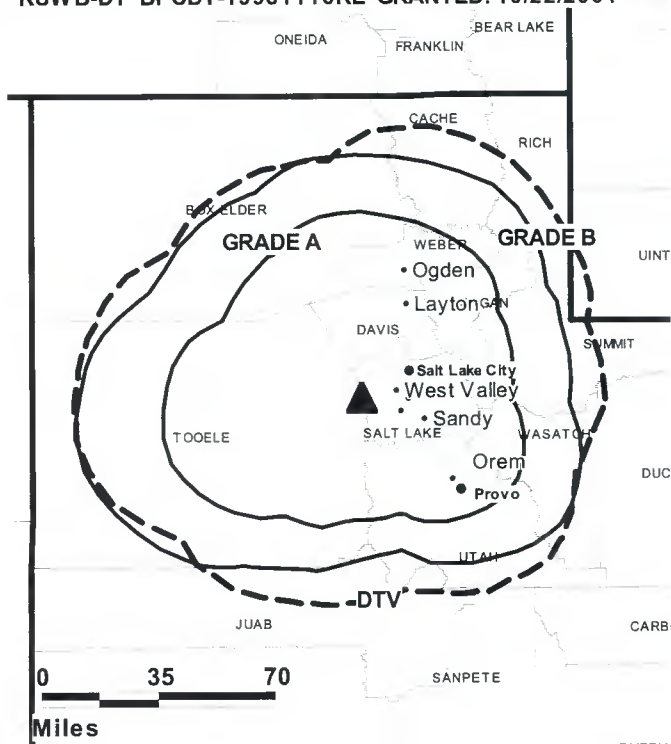 GRANTED:
BEAR LAKE
ONEIDA
FRANKLIN
CACHE
RICH
BOX ELDER
GRADE A
WEBER
GRADE B
UINT
Ogden
Layton
GAN
DAVIS
SUMMIT
Salt Lake City
West Valley
Sandy
TOOELE
SALT LAKE
WASATCH
Orem
DUC
Provo
UTAH
DTV
JUAB
CARB
SANPETE
0 35 70
Miles